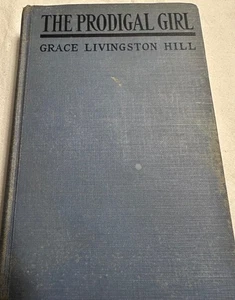 THE PRODIGAL GIRL
GRACE LIVINGSTON HILL